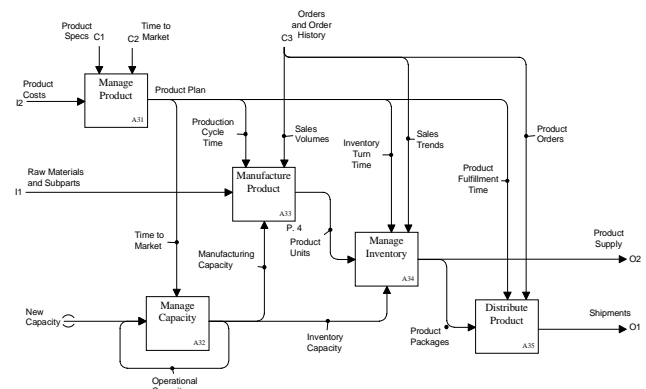 Product
Specs
C1
C2
Time to
Market
Orders
and Order
History
C3
Product
Costs
I2
Manage
Product
A31
Product Plan
Production
Cycle
Time
Sales
Volumes
Inventory
Turn
Time
Sales
Trends
Product
Orders
Product
Fulfillment
Time
Raw Materials
and Subparts
I1
Manufacture
Product
A33
P. 4
Time to
Market
Manufacturing
Capacity
Product
Units
Manage
Inventory
A34
Product
Supply
O2
New
Capacity
Manage
Capacity
A32
Inventory
Capacity
Product
Packages
Distribute
Product
A35
Shipments
O1
Operational